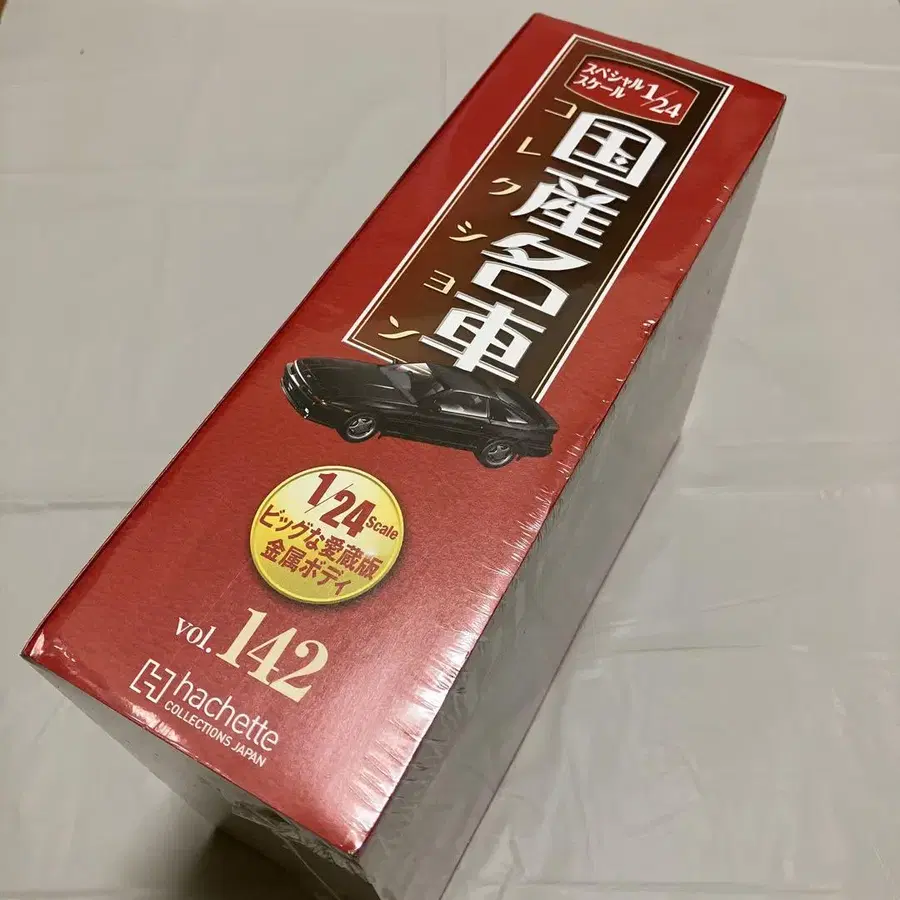 スペシャル
スケール
1/24
国産名車
コレクション
1/24 Scale
ビッグな愛蔵版
金属ボディ
vol. 142
hachette
COLLECTIONS JAPAN